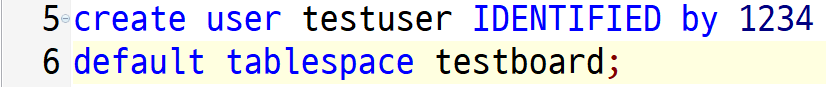 5 create user testuser IDENTIFIED by 1234
6 default tablespace testboard;